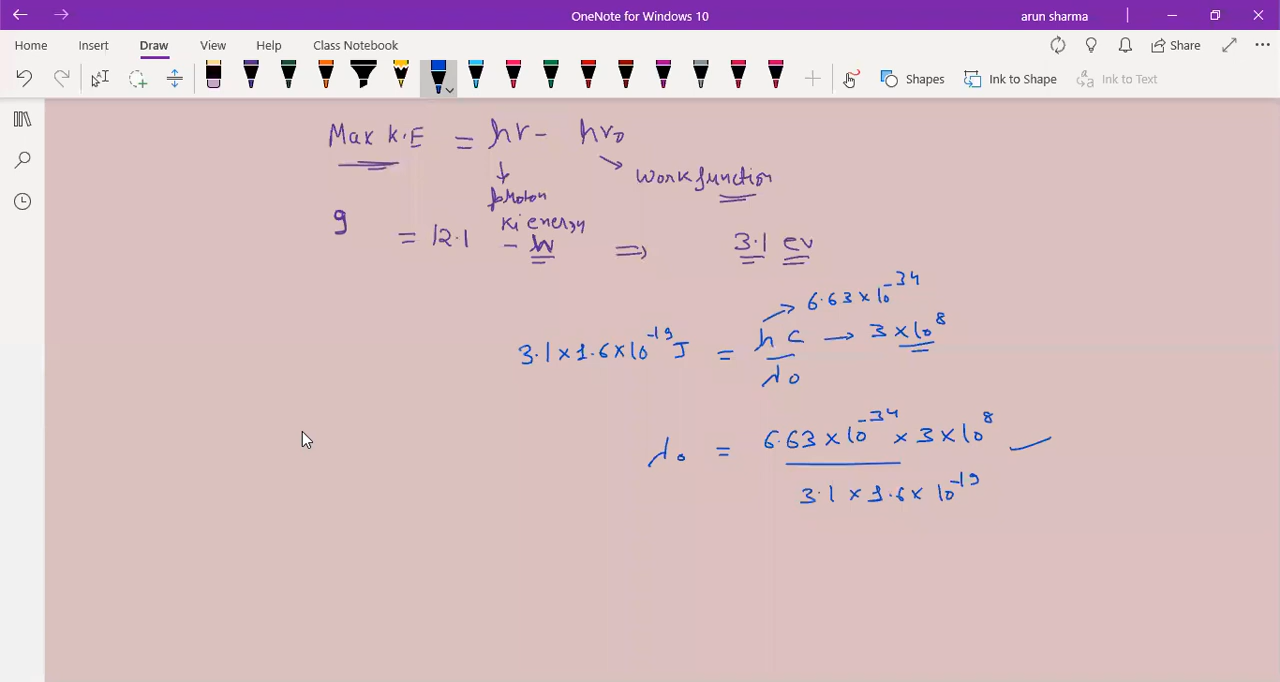 OneNote for Windows 10
arun sharma
Home Insert Draw View Help Class Notebook Share
Shapes Ink to Shape Ink to Text
Max K.E = hν - hν₀
↓ → Work function
photon
Ki energy
9 = 12.1 - W ⇒ 3.1 ev
→ 6.63 × 10⁻³⁴
3.1 × 1.6 × 10⁻¹⁹ J = hc/λ₀ → 3 × 10⁸
λ₀ = 6.63 × 10⁻³⁴ × 3 × 10⁸
3.1 × 1.6 × 10⁻¹⁹